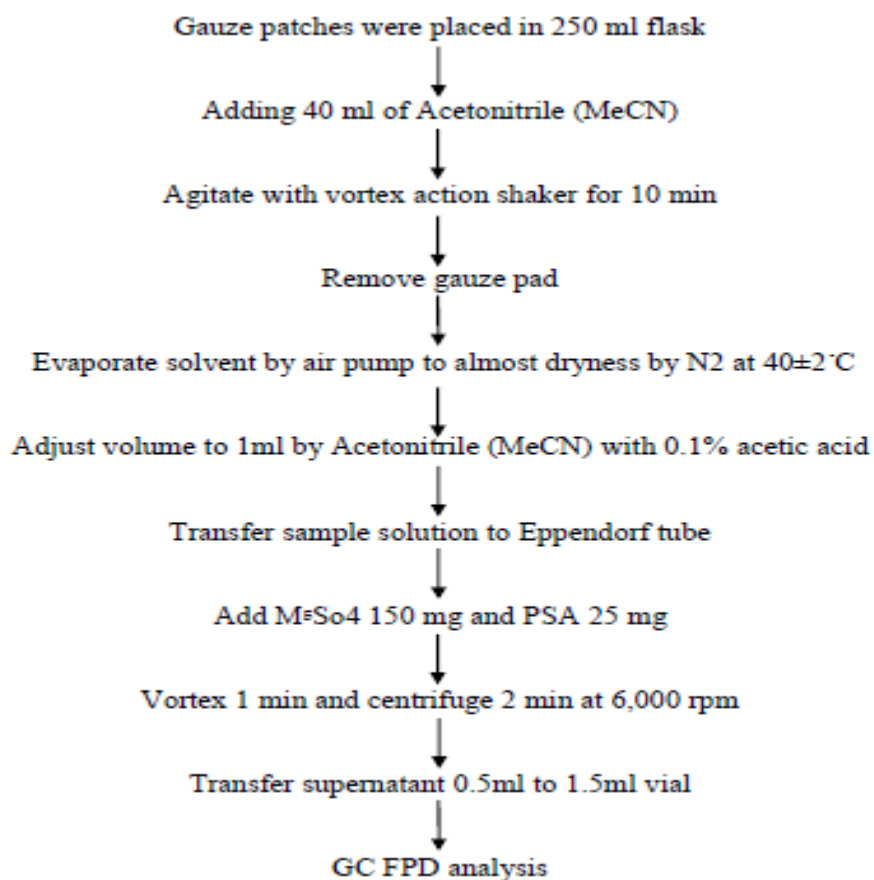 Gauze patches were placed in 250 ml flask
Adding 40 ml of Acetonitrile (MeCN)
Agitate with vortex action shaker for 10 min
Remove gauze pad
Evaporate solvent by air pump to almost dryness by N2 at 40±2˚C
Adjust volume to 1ml by Acetonitrile (MeCN) with 0.1% acetic acid
Transfer sample solution to Eppendorf tube
Add MgSo4 150 mg and PSA 25 mg
Vortex 1 min and centrifuge 2 min at 6,000 rpm
Transfer supernatant 0.5ml to 1.5ml vial
GC FPD analysis